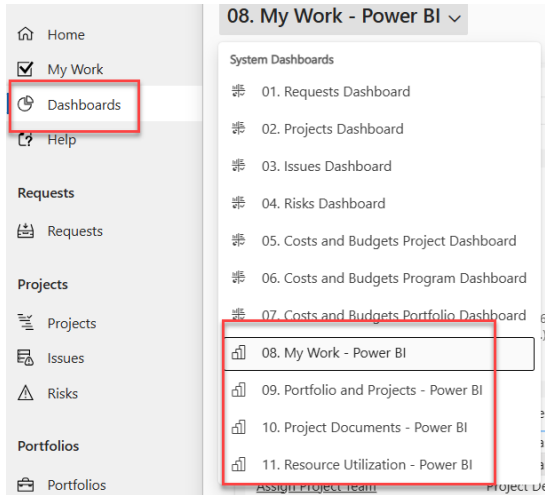 Home
My Work
Dashboards
Help
Requests
Requests
Projects
Projects
Issues
Risks
Portfolios
Portfolios
08. My Work - Power BI
System Dashboards
01. Requests Dashboard
02. Projects Dashboard
03. Issues Dashboard
04. Risks Dashboard
05. Costs and Budgets Project Dashboard
06. Costs and Budgets Program Dashboard
07. Costs and Budgets Portfolio Dashboard
08. My Work - Power BI
09. Portfolio and Projects - Power BI
10. Project Documents - Power BI
11. Resource Utilization - Power BI
Assign Project Team
Project De